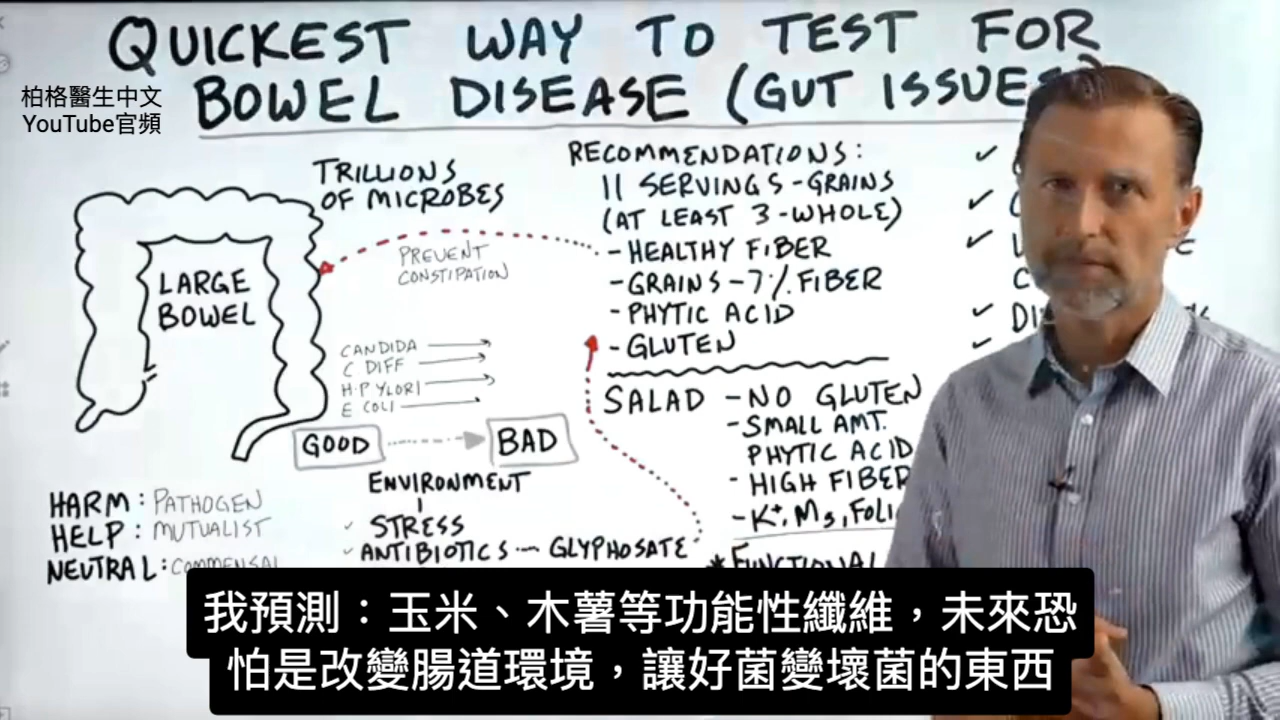 QUICKEST WAY TO TEST FOR
BOWEL DISEASE (GUT ISSUES)
柏格醫生中文
YouTube官頻
TRILLIONS
OF MICROBES
LARGE
BOWEL
PREVENT
CONSTIPATION
CANDIDA
C DIFF
H. PYLORI
E COLI
GOOD
BAD
ENVIRONMENT
STRESS
ANTIBIOTICS -- GLYPHOSATE
HARM: PATHOGEN
HELP: MUTUALIST
NEUTRAL: COMMENSAL
RECOMMENDATIONS:
11 SERVINGS-GRAINS
(AT LEAST 3-WHOLE)
- HEALTHY FIBER
- GRAINS-7% FIBER
- PHYTIC ACID
- GLUTEN
SALAD - NO GLUTEN
- SMALL AMT.
PHYTIC ACID
- HIGH FIBER
- K+, Mg,
*FUNCTIONAL
我預測：玉米、木薯等功能性纖維，未來恐
怕是改變腸道環境，讓好菌變壞菌的東西